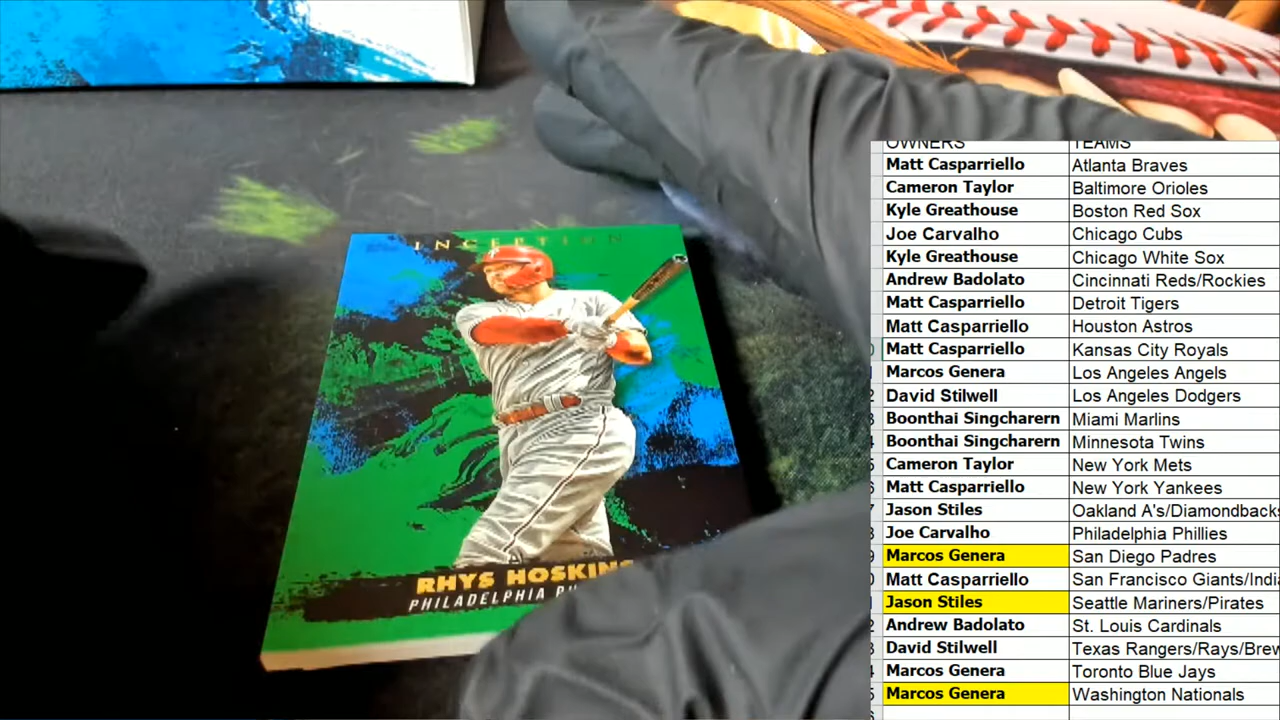 INCEPTION
RHYS HOSKINS
PHILADELPHIA
OWNERS TEAMS
Matt Casparriello Atlanta Braves
Cameron Taylor Baltimore Orioles
Kyle Greathouse Boston Red Sox
Joe Carvalho Chicago Cubs
Kyle Greathouse Chicago White Sox
Andrew Badolato Cincinnati Reds/Rockies
Matt Casparriello Detroit Tigers
Matt Casparriello Houston Astros
Matt Casparriello Kansas City Royals
Marcos Genera Los Angeles Angels
David Stilwell Los Angeles Dodgers
Boonthai Singcharern Miami Marlins
Boonthai Singcharern Minnesota Twins
Cameron Taylor New York Mets
Matt Casparriello New York Yankees
Jason Stiles Oakland A's/Diamondbacks
Joe Carvalho Philadelphia Phillies
Marcos Genera San Diego Padres
Matt Casparriello San Francisco Giants/Indi
Jason Stiles Seattle Mariners/Pirates
Andrew Badolato St. Louis Cardinals
David Stilwell Texas Rangers/Rays/Brew
Marcos Genera Toronto Blue Jays
Marcos Genera Washington Nationals